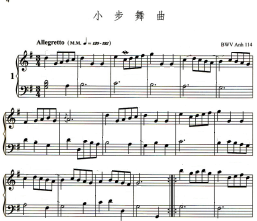 小步舞曲
Allegretto (M.M. ♩=
BWV Anh 114
1